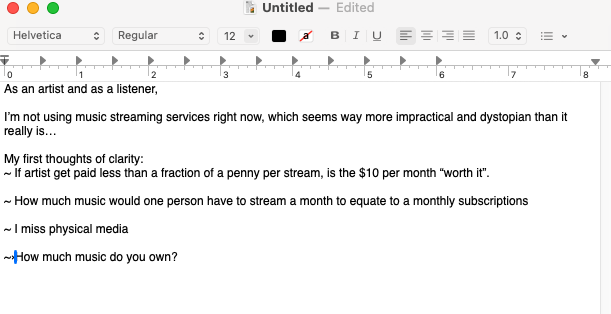 Untitled — Edited
Helvetica Regular 12 a B I U 1.0
0 1 2 3 4 5 6 7 8
As an artist and as a listener,
I’m not using music streaming services right now, which seems way more impractical and dystopian than it
really is…
My first thoughts of clarity:
~ If artist get paid less than a fraction of a penny per stream, is the $10 per month “worth it”.
~ How much music would one person have to stream a month to equate to a monthly subscriptions
~ I miss physical media
~ How much music do you own?